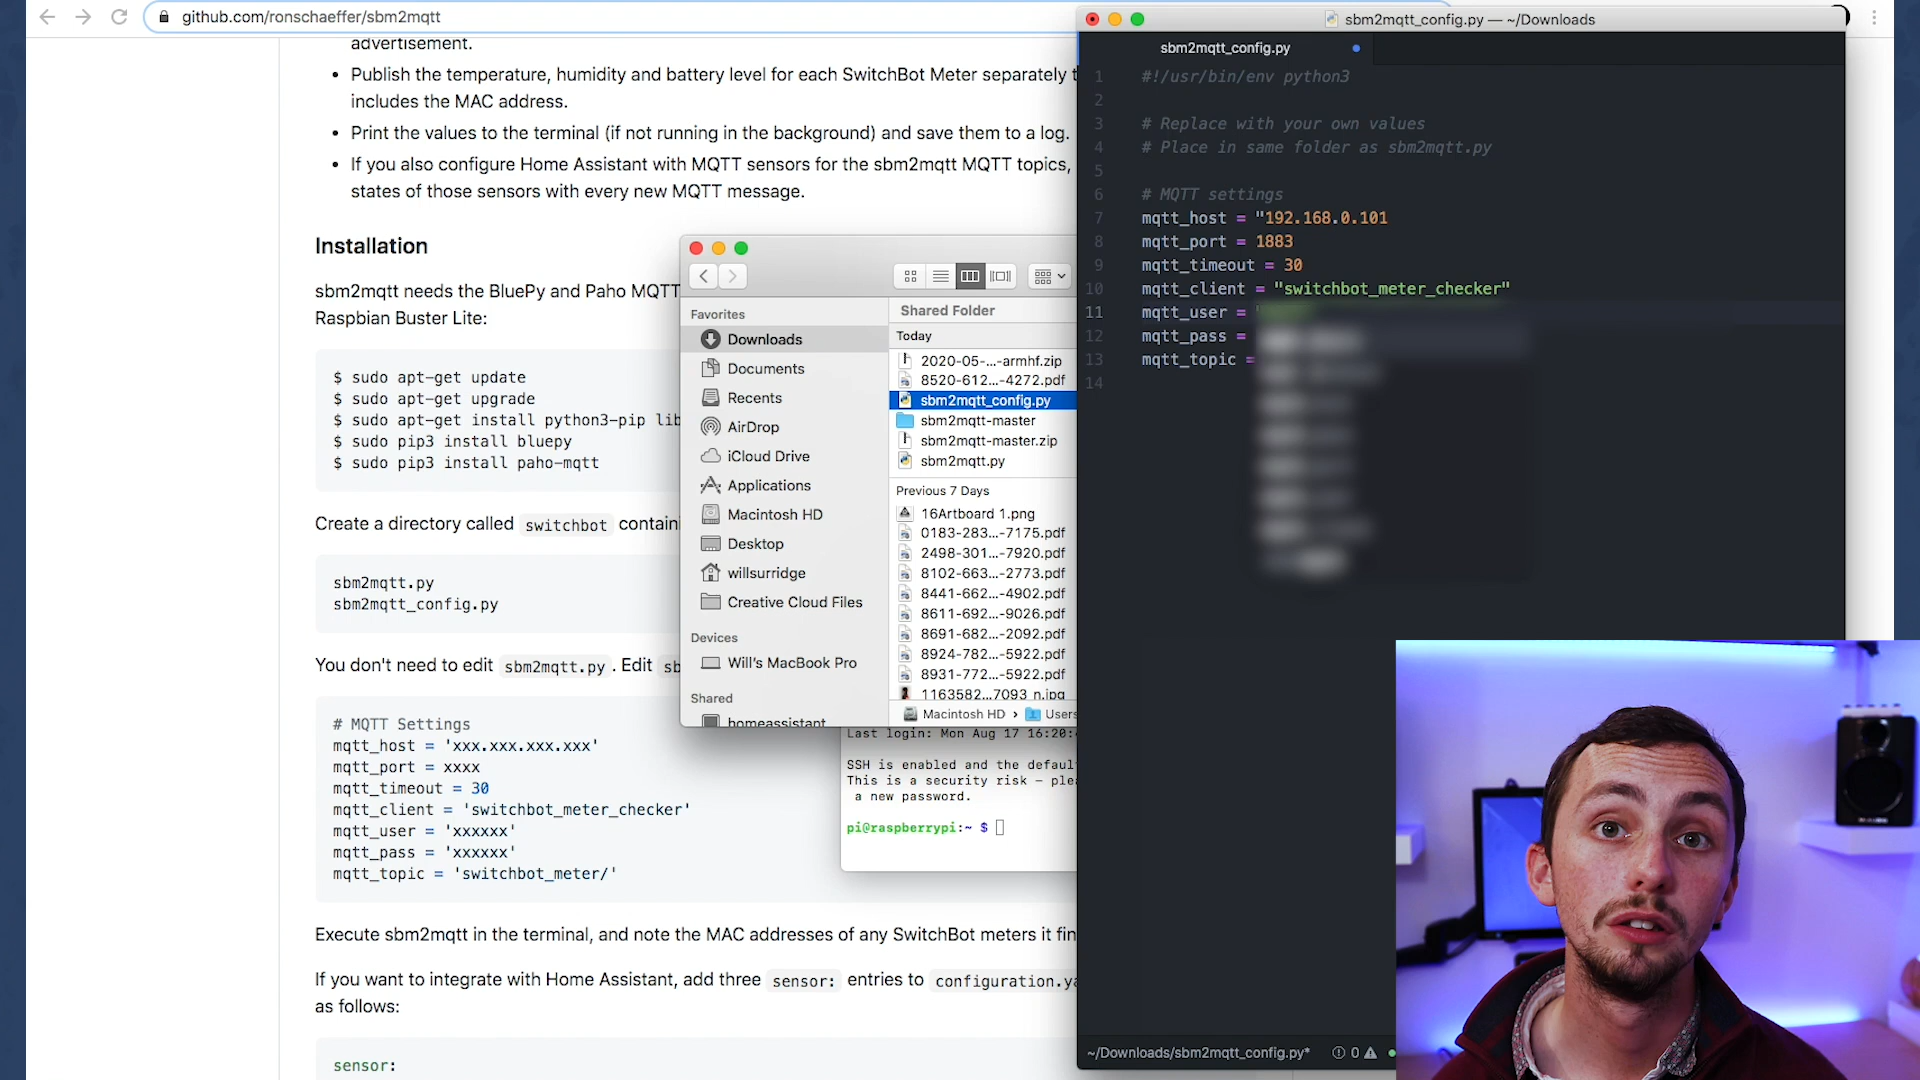 github.com/ronschaeffer/sbm2mqtt
advertisement.
• Publish the temperature, humidity and battery level for each SwitchBot Meter separately t
includes the MAC address.
• Print the values to the terminal (if not running in the background) and save them to a log.
• If you also configure Home Assistant with MQTT sensors for the sbm2mqtt MQTT topics,
states of those sensors with every new MQTT message.
Installation
sbm2mqtt needs the BluePy and Paho MQTT
Raspbian Buster Lite:
$ sudo apt-get update
$ sudo apt-get upgrade
$ sudo apt-get install python3-pip lib
$ sudo pip3 install bluepy
$ sudo pip3 install paho-mqtt
Create a directory called switchbot contain
sbm2mqtt.py
sbm2mqtt_config.py
You don't need to edit sbm2mqtt.py. Edit sb
# MQTT Settings
mqtt_host = 'xxx.xxx.xxx.xxx'
mqtt_port = xxxx
mqtt_timeout = 30
mqtt_client = 'switchbot_meter_checker'
mqtt_user = 'xxxxxx'
mqtt_pass = 'xxxxxx'
mqtt_topic = 'switchbot_meter/'
Execute sbm2mqtt in the terminal, and note the MAC addresses of any SwitchBot meters it fin
If you want to integrate with Home Assistant, add three sensor: entries to configuration.ya
as follows:
sensor:
Favorites
Downloads
Documents
Recents
AirDrop
iCloud Drive
Applications
Macintosh HD
Desktop
willsurridge
Creative Cloud Files
Devices
Will's MacBook Pro
Shared
homeassistant
Shared Folder
Today
2020-05-...-armhf.zip
8520-612...-4272.pdf
sbm2mqtt_config.py
sbm2mqtt-master
sbm2mqtt-master.zip
sbm2mqtt.py
Previous 7 Days
16Artboard 1.png
0183-283...-7175.pdf
2498-301...-7920.pdf
8102-663...-2773.pdf
8441-662...-4902.pdf
8611-692...-9026.pdf
8691-682...-2092.pdf
8924-782...-5922.pdf
8931-772...-5922.pdf
1163582...7093_n.jpg
Macintosh HD › Users
Last login: Mon Aug 17 16:20:
SSH is enabled and the defaul
This is a security risk – plea
a new password.
pi@raspberrypi:~ $
sbm2mqtt_config.py — ~/Downloads
sbm2mqtt_config.py
1 #!/usr/bin/env python3
2
3 # Replace with your own values
4 # Place in same folder as sbm2mqtt.py
5
6 # MQTT settings
7 mqtt_host = "192.168.0.101
8 mqtt_port = 1883
9 mqtt_timeout = 30
10 mqtt_client = "switchbot_meter_checker"
11 mqtt_user = "
12 mqtt_pass =
13 mqtt_topic =
14
~/Downloads/sbm2mqtt_config.py* 0